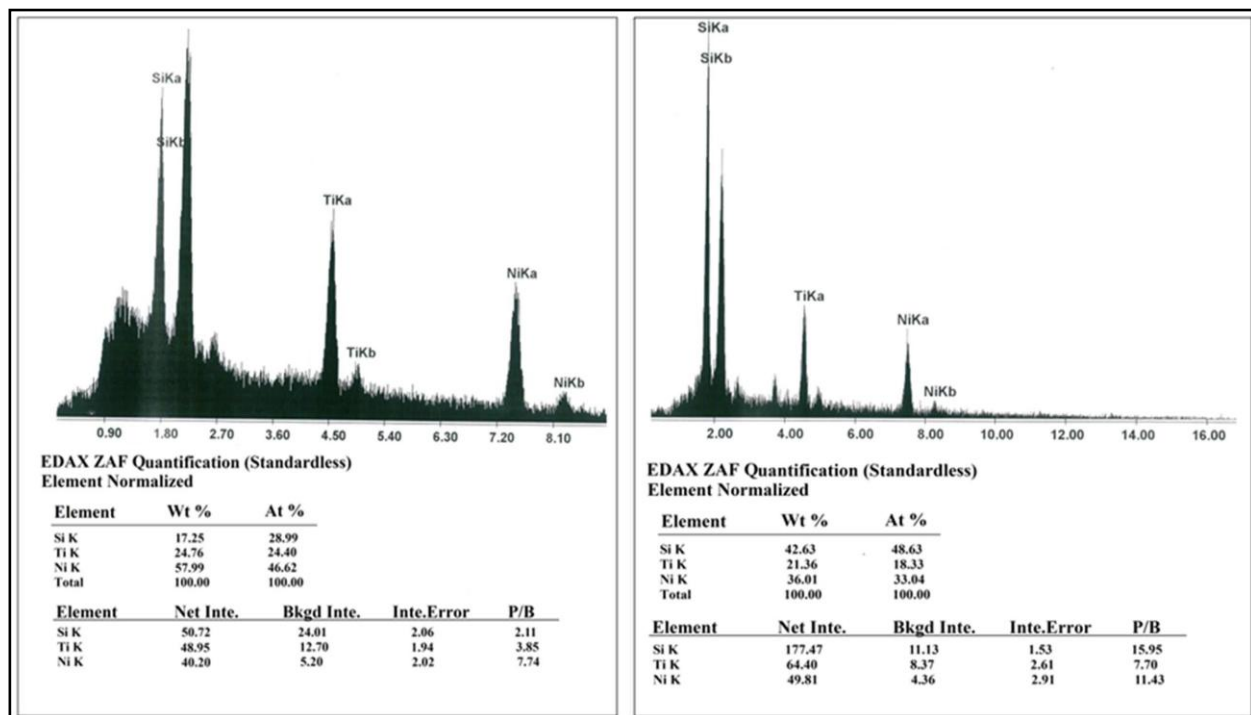 SiKa
SiKb
TiKa
TiKb
NiKa
NiKb
0.90 1.80 2.70 3.60 4.50 5.40 6.30 7.20 8.10
EDAX ZAF Quantification (Standardless)
Element Normalized
Element Wt % At %
Si K 17.25 28.99
Ti K 24.76 24.40
Ni K 57.99 46.62
Total 100.00 100.00
Element Net Inte. Bkgd Inte. Inte.Error P/B
Si K 50.72 24.01 2.06 2.11
Ti K 48.95 12.70 1.94 3.85
Ni K 40.20 5.20 2.02 7.74
SiKa
SiKb
TiKa
NiKa
NiKb
2.00 4.00 6.00 8.00 10.00 12.00 14.00 16.00
EDAX ZAF Quantification (Standardless)
Element Normalized
Element Wt % At %
Si K 42.63 48.63
Ti K 21.36 18.33
Ni K 36.01 33.04
Total 100.00 100.00
Element Net Inte. Bkgd Inte. Inte.Error P/B
Si K 177.47 11.13 1.53 15.95
Ti K 64.40 8.37 2.61 7.70
Ni K 49.81 4.36 2.91 11.43